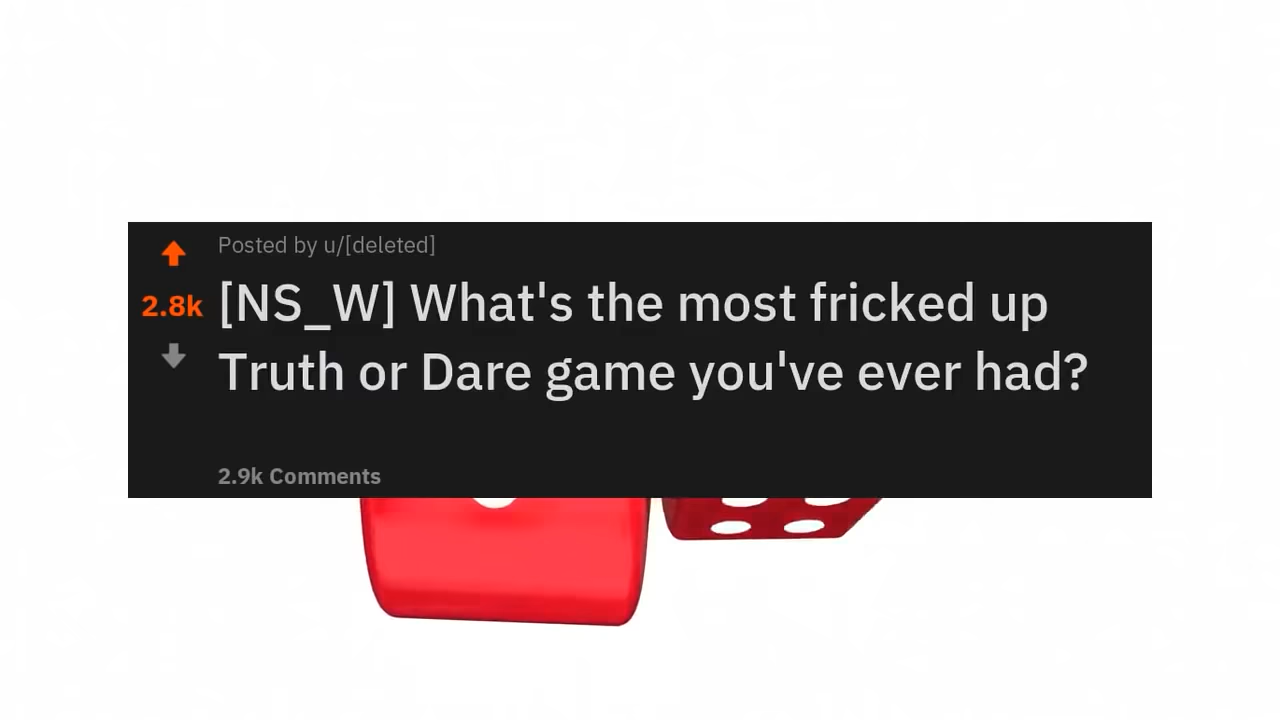 Posted by u/[deleted]
2.8k
[NS_W] What's the most fricked up
Truth or Dare game you've ever had?
2.9k Comments